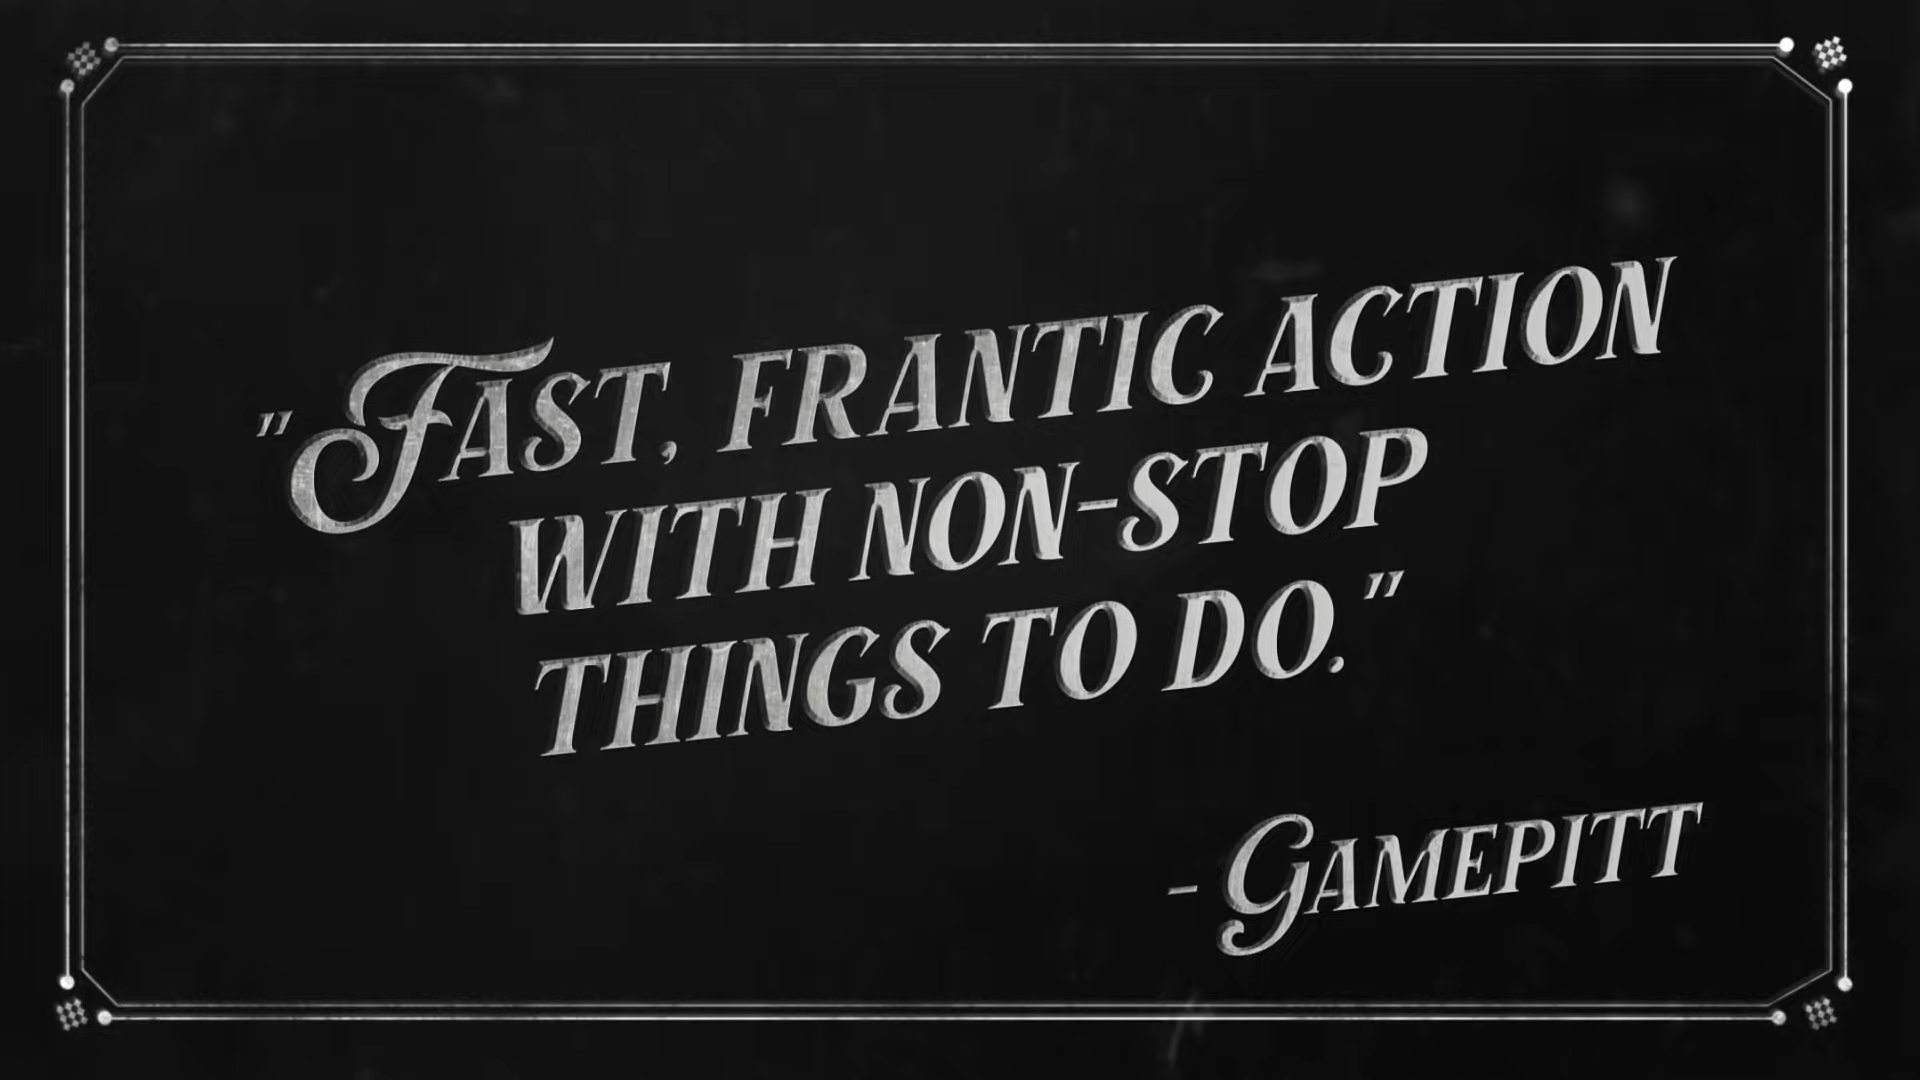 "Fast, frantic action
with non-stop
things to do."
- Gamepitt